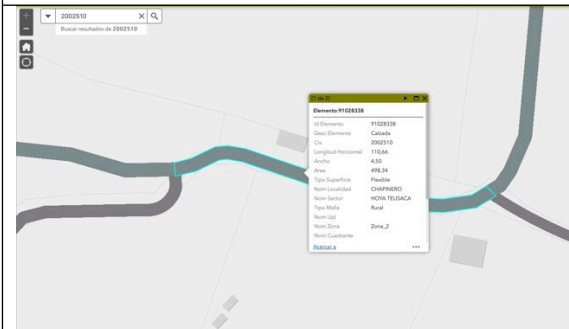 2002510
Buscar resultados de 2002510
(1 de 2)
Elemento:91028338
Id Elemento 91028338
Desc Elemento Calzada
Civ 2002510
Longitud Horizontal 110,66
Ancho 4,50
Area 498,34
Tipo Superficie Flexible
Nom Localidad CHAPINERO
Nom Sector HOYA TEUSACA
Tipo Malla Rural
Nom Upl
Nom Zona Zona_2
Nom Cuadrante
Acercar a